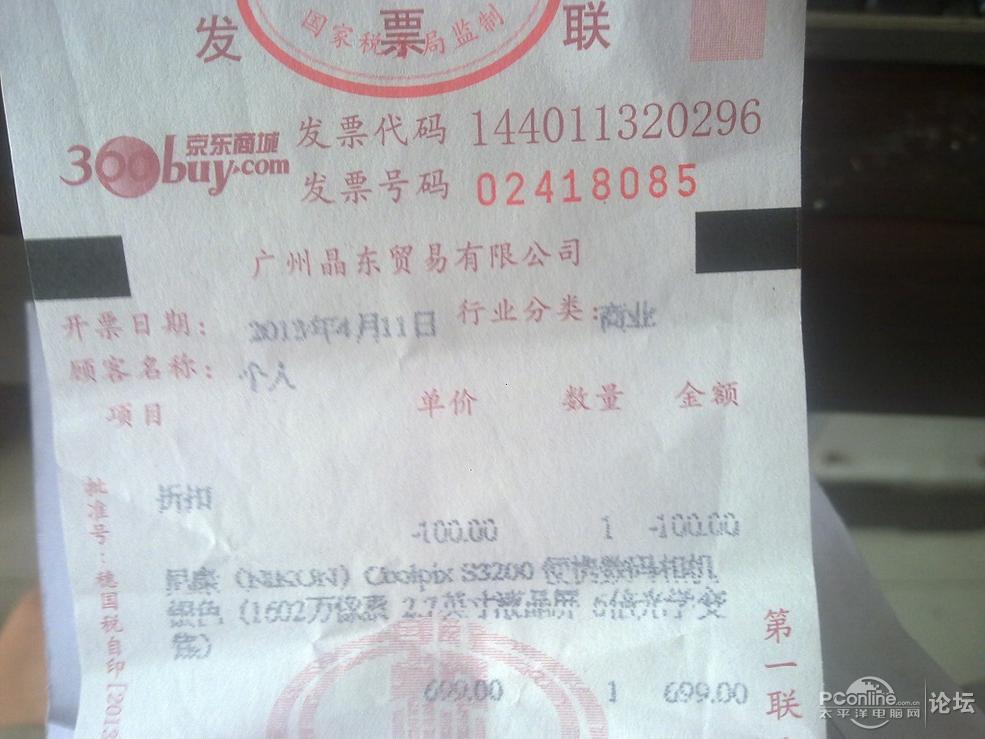 发票联
国家税务局监制
360buy.com 京东商城
发票代码 144011320296
发票号码 02418085
广州晶东贸易有限公司
开票日期: 2013年4月11日 行业分类: 商业
顾客名称: 个人
项目 单价 数量 金额
折扣
-100.00 1 -100.00
尼康(NIKON)Coolpix S3200 便携数码相机
银色(1602万像素 2.7英寸液晶屏 6倍光学变
焦)
699.00 1 699.00
批准号:穗国税自印[201
第一联
PConline.com.cn
太平洋电脑网
论坛